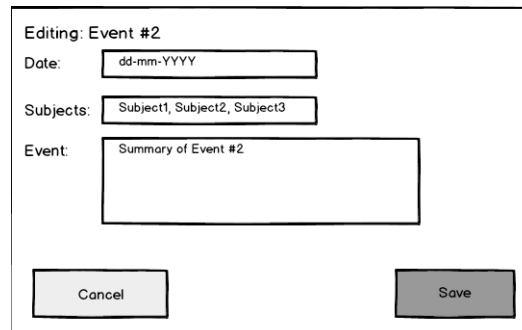 Editing: Event #2
Date: dd-mm-YYYY
Subjects: Subject1, Subject2, Subject3
Event: Summary of Event #2
Cancel Save